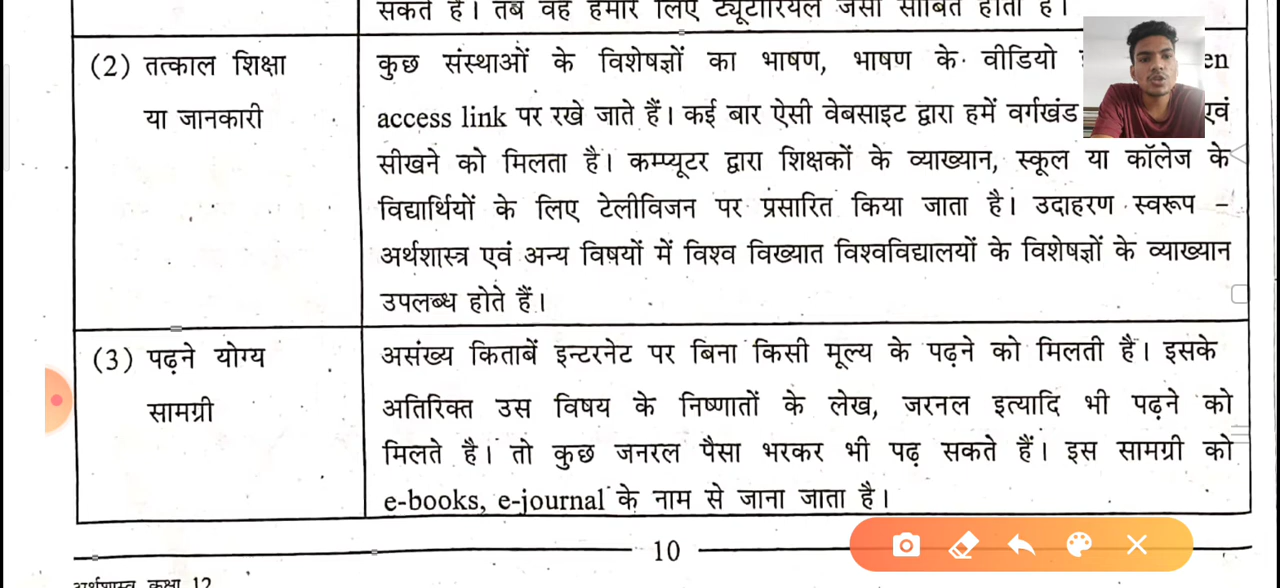 सकते हैं। तब वह हमारे लिए ट्यूटोरियल जैसा साबित होता है।
(2) तत्काल शिक्षा
या जानकारी
कुछ संस्थाओं के विशेषज्ञों का भाषण, भाषण के वीडियो en
access link पर रखे जाते हैं। कई बार ऐसी वेबसाइट द्वारा हमें वर्गखंड एवं
सीखने को मिलता है। कम्प्यूटर द्वारा शिक्षकों के व्याख्यान, स्कूल या कॉलेज के
विद्यार्थियों के लिए टेलीविजन पर प्रसारित किया जाता है। उदाहरण स्वरूप –
अर्थशास्त्र एवं अन्य विषयों में विश्व विख्यात विश्वविद्यालयों के विशेषज्ञों के व्याख्यान
उपलब्ध होते हैं।
(3) पढ़ने योग्य
सामग्री
असंख्य किताबें इन्टरनेट पर बिना किसी मूल्य के पढ़ने को मिलती हैं। इसके
अतिरिक्त उस विषय के निष्णातों के लेख, जरनल इत्यादि भी पढ़ने को
मिलते है। तो कुछ जनरल पैसा भरकर भी पढ़ सकते हैं। इस सामग्री को
e-books, e-journal के नाम से जाना जाता है।
10
अर्थशास्त्र कक्षा 12